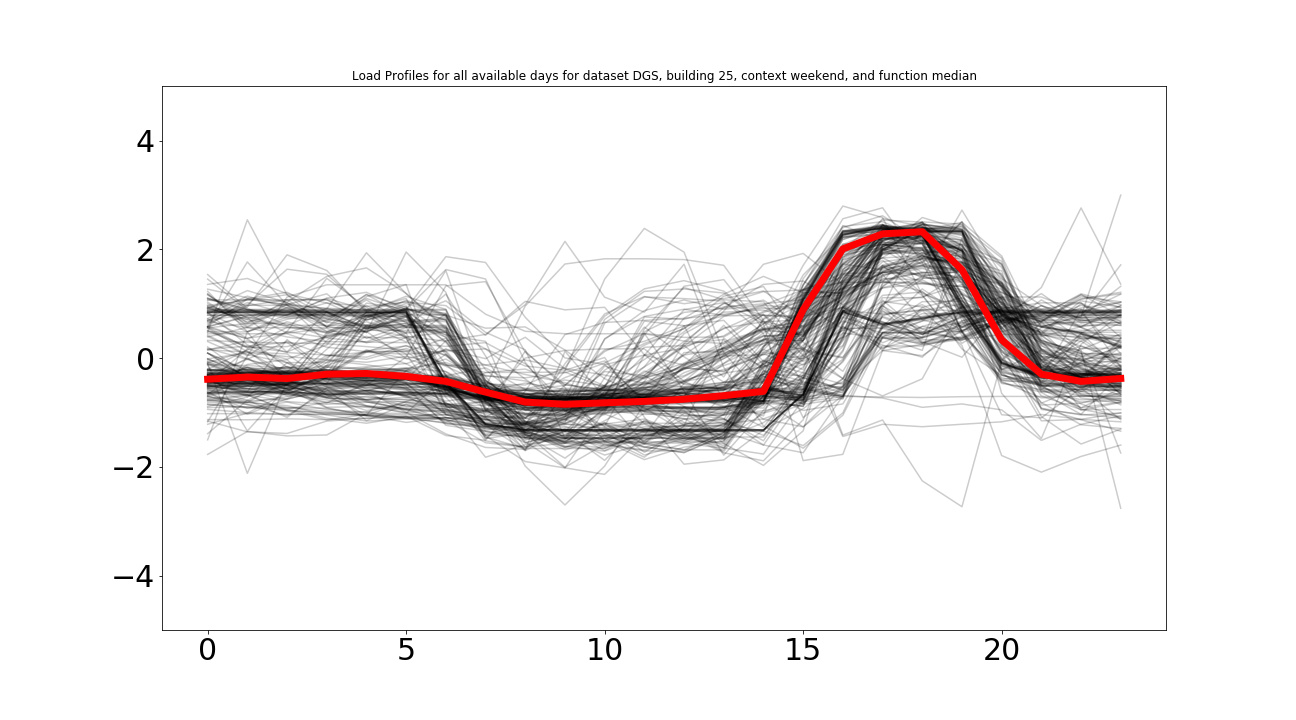 Load Profiles for all available days for dataset DGS, building 25, context weekend, and function median
4
2
0
−2
−4
0 5 10 15 20